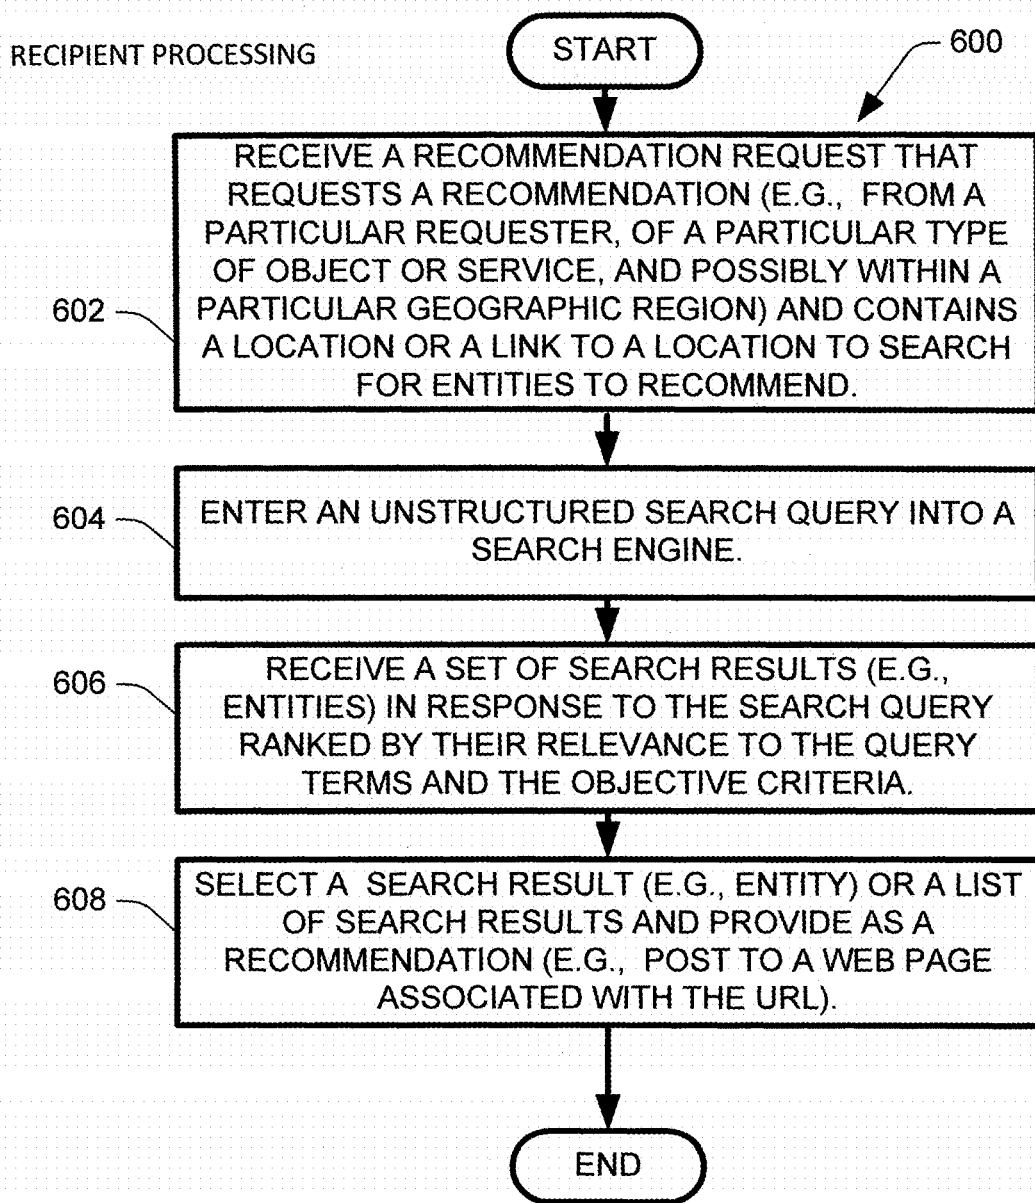 RECIPIENT PROCESSING
START
600
RECEIVE A RECOMMENDATION REQUEST THAT
REQUESTS A RECOMMENDATION (E.G., FROM A
PARTICULAR REQUESTER, OF A PARTICULAR TYPE
OF OBJECT OR SERVICE, AND POSSIBLY WITHIN A
PARTICULAR GEOGRAPHIC REGION) AND CONTAINS
A LOCATION OR A LINK TO A LOCATION TO SEARCH
FOR ENTITIES TO RECOMMEND.
602
ENTER AN UNSTRUCTURED SEARCH QUERY INTO A
SEARCH ENGINE.
604
RECEIVE A SET OF SEARCH RESULTS (E.G.,
ENTITIES) IN RESPONSE TO THE SEARCH QUERY
RANKED BY THEIR RELEVANCE TO THE QUERY
TERMS AND THE OBJECTIVE CRITERIA.
606
SELECT A SEARCH RESULT (E.G., ENTITY) OR A LIST
OF SEARCH RESULTS AND PROVIDE AS A
RECOMMENDATION (E.G., POST TO A WEB PAGE
ASSOCIATED WITH THE URL).
608
END